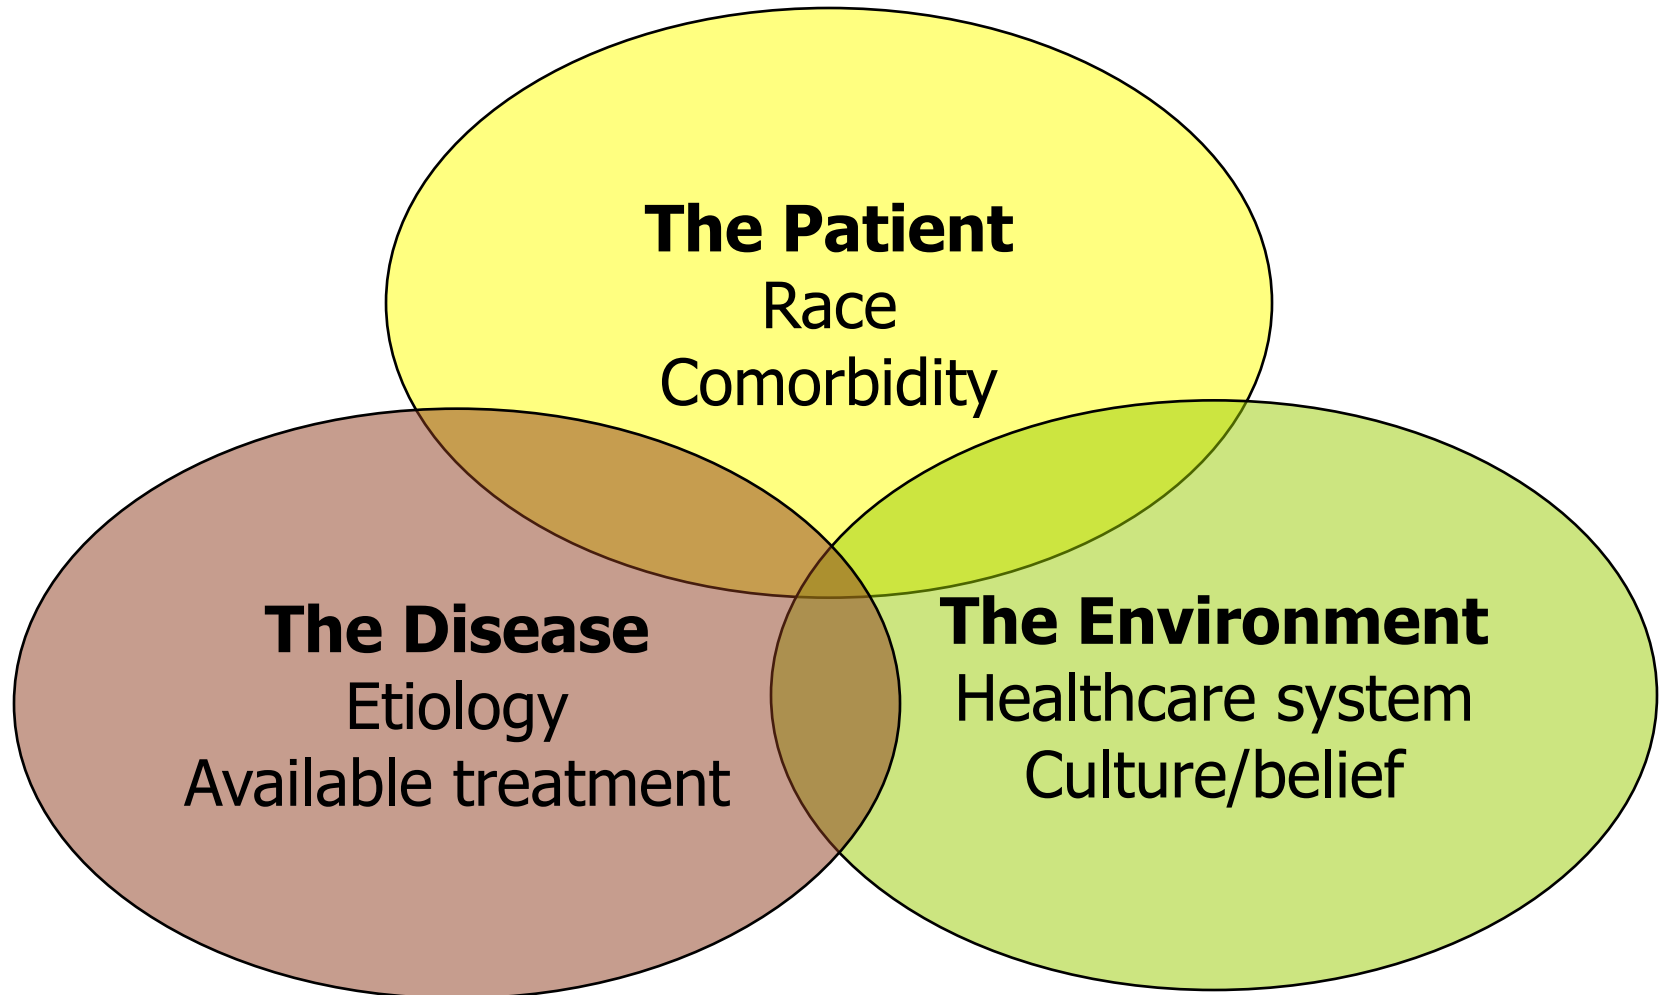 The Patient
Race
Comorbidity
The Disease
Etiology
Available treatment
The Environment
Healthcare system
Culture/belief